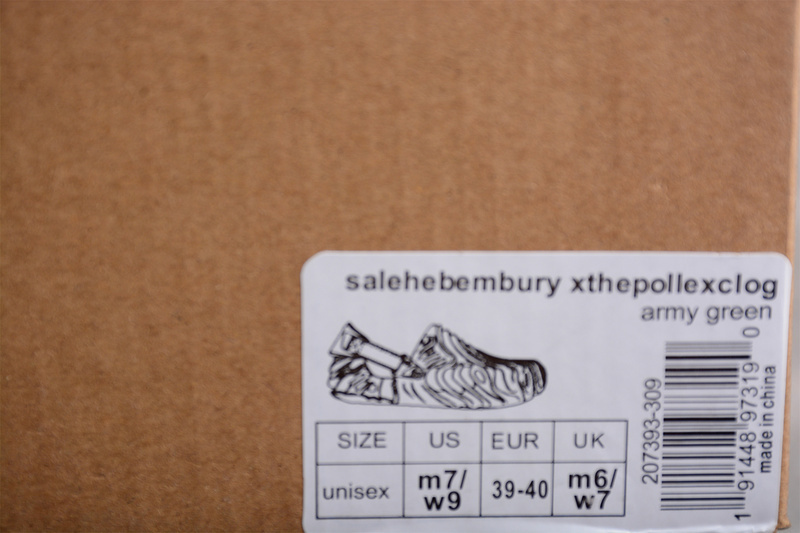 salehebembury xthepollexclog
army green
SIZE US EUR UK
unisex m7/w9 39-40 m6/w7
207393-309
1 91448 97319 0
made in china